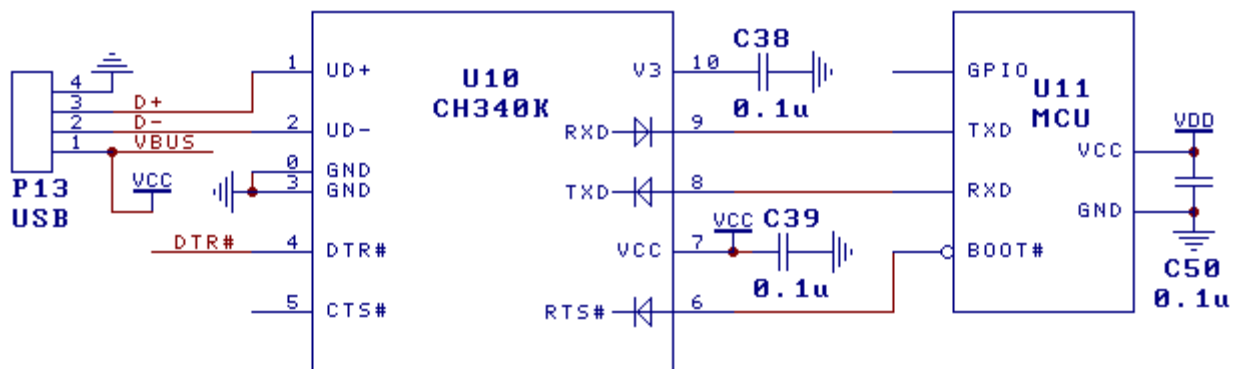 P13
USB
4
3
2
1
D+
D-
VBUS
VCC
DTR#
1
2
0
3
4
5
UD+
UD-
GND
GND
DTR#
CTS#
U10
CH340K
V3
RXD
TXD
VCC
RTS#
10
9
8
7
6
C38
0.1u
VCC
C39
0.1u
GPIO
TXD
RXD
BOOT#
U11
MCU
VCC
GND
VDD
C50
0.1u